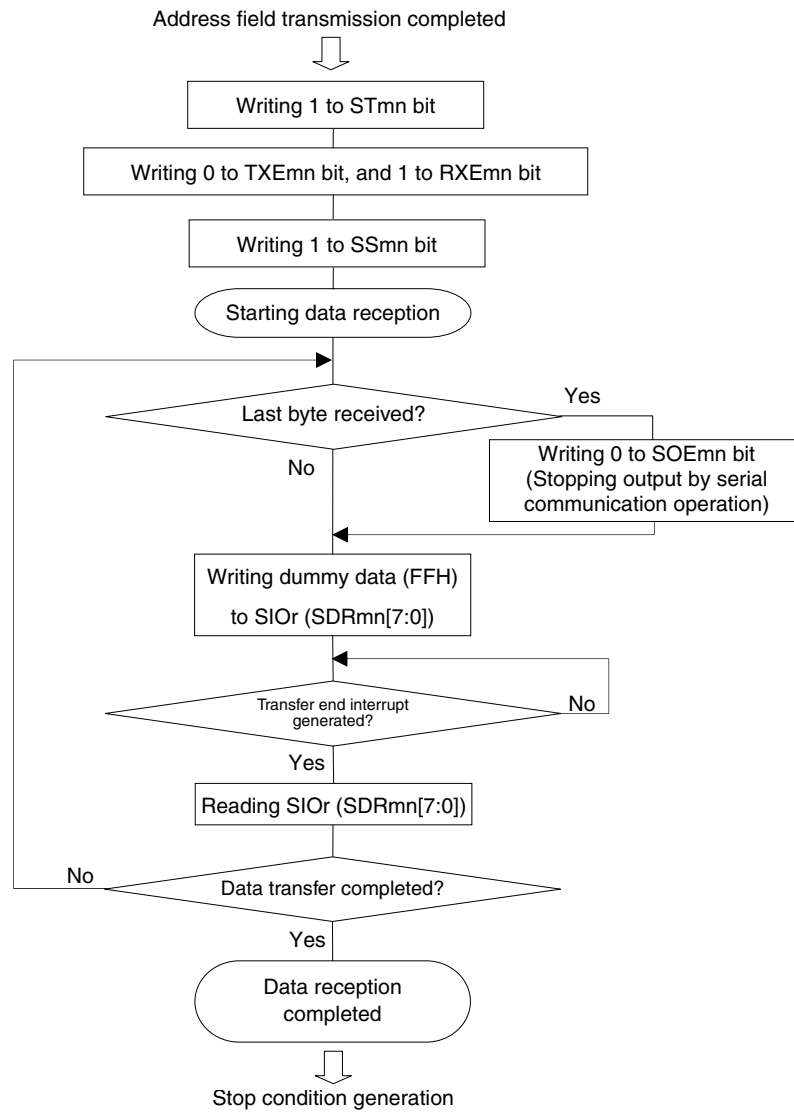 Address field transmission completed
Writing 1 to STmn bit
Writing 0 to TXEmn bit, and 1 to RXEmn bit
Writing 1 to SSmn bit
Starting data reception
Last byte received?
Yes
No
Writing 0 to SOEmn bit
(Stopping output by serial
communication operation)
Writing dummy data (FFH)
to SIOr (SDRmn[7:0])
Transfer end interrupt
generated?
No
Yes
Reading SIOr (SDRmn[7:0])
No
Data transfer completed?
Yes
Data reception
completed
Stop condition generation